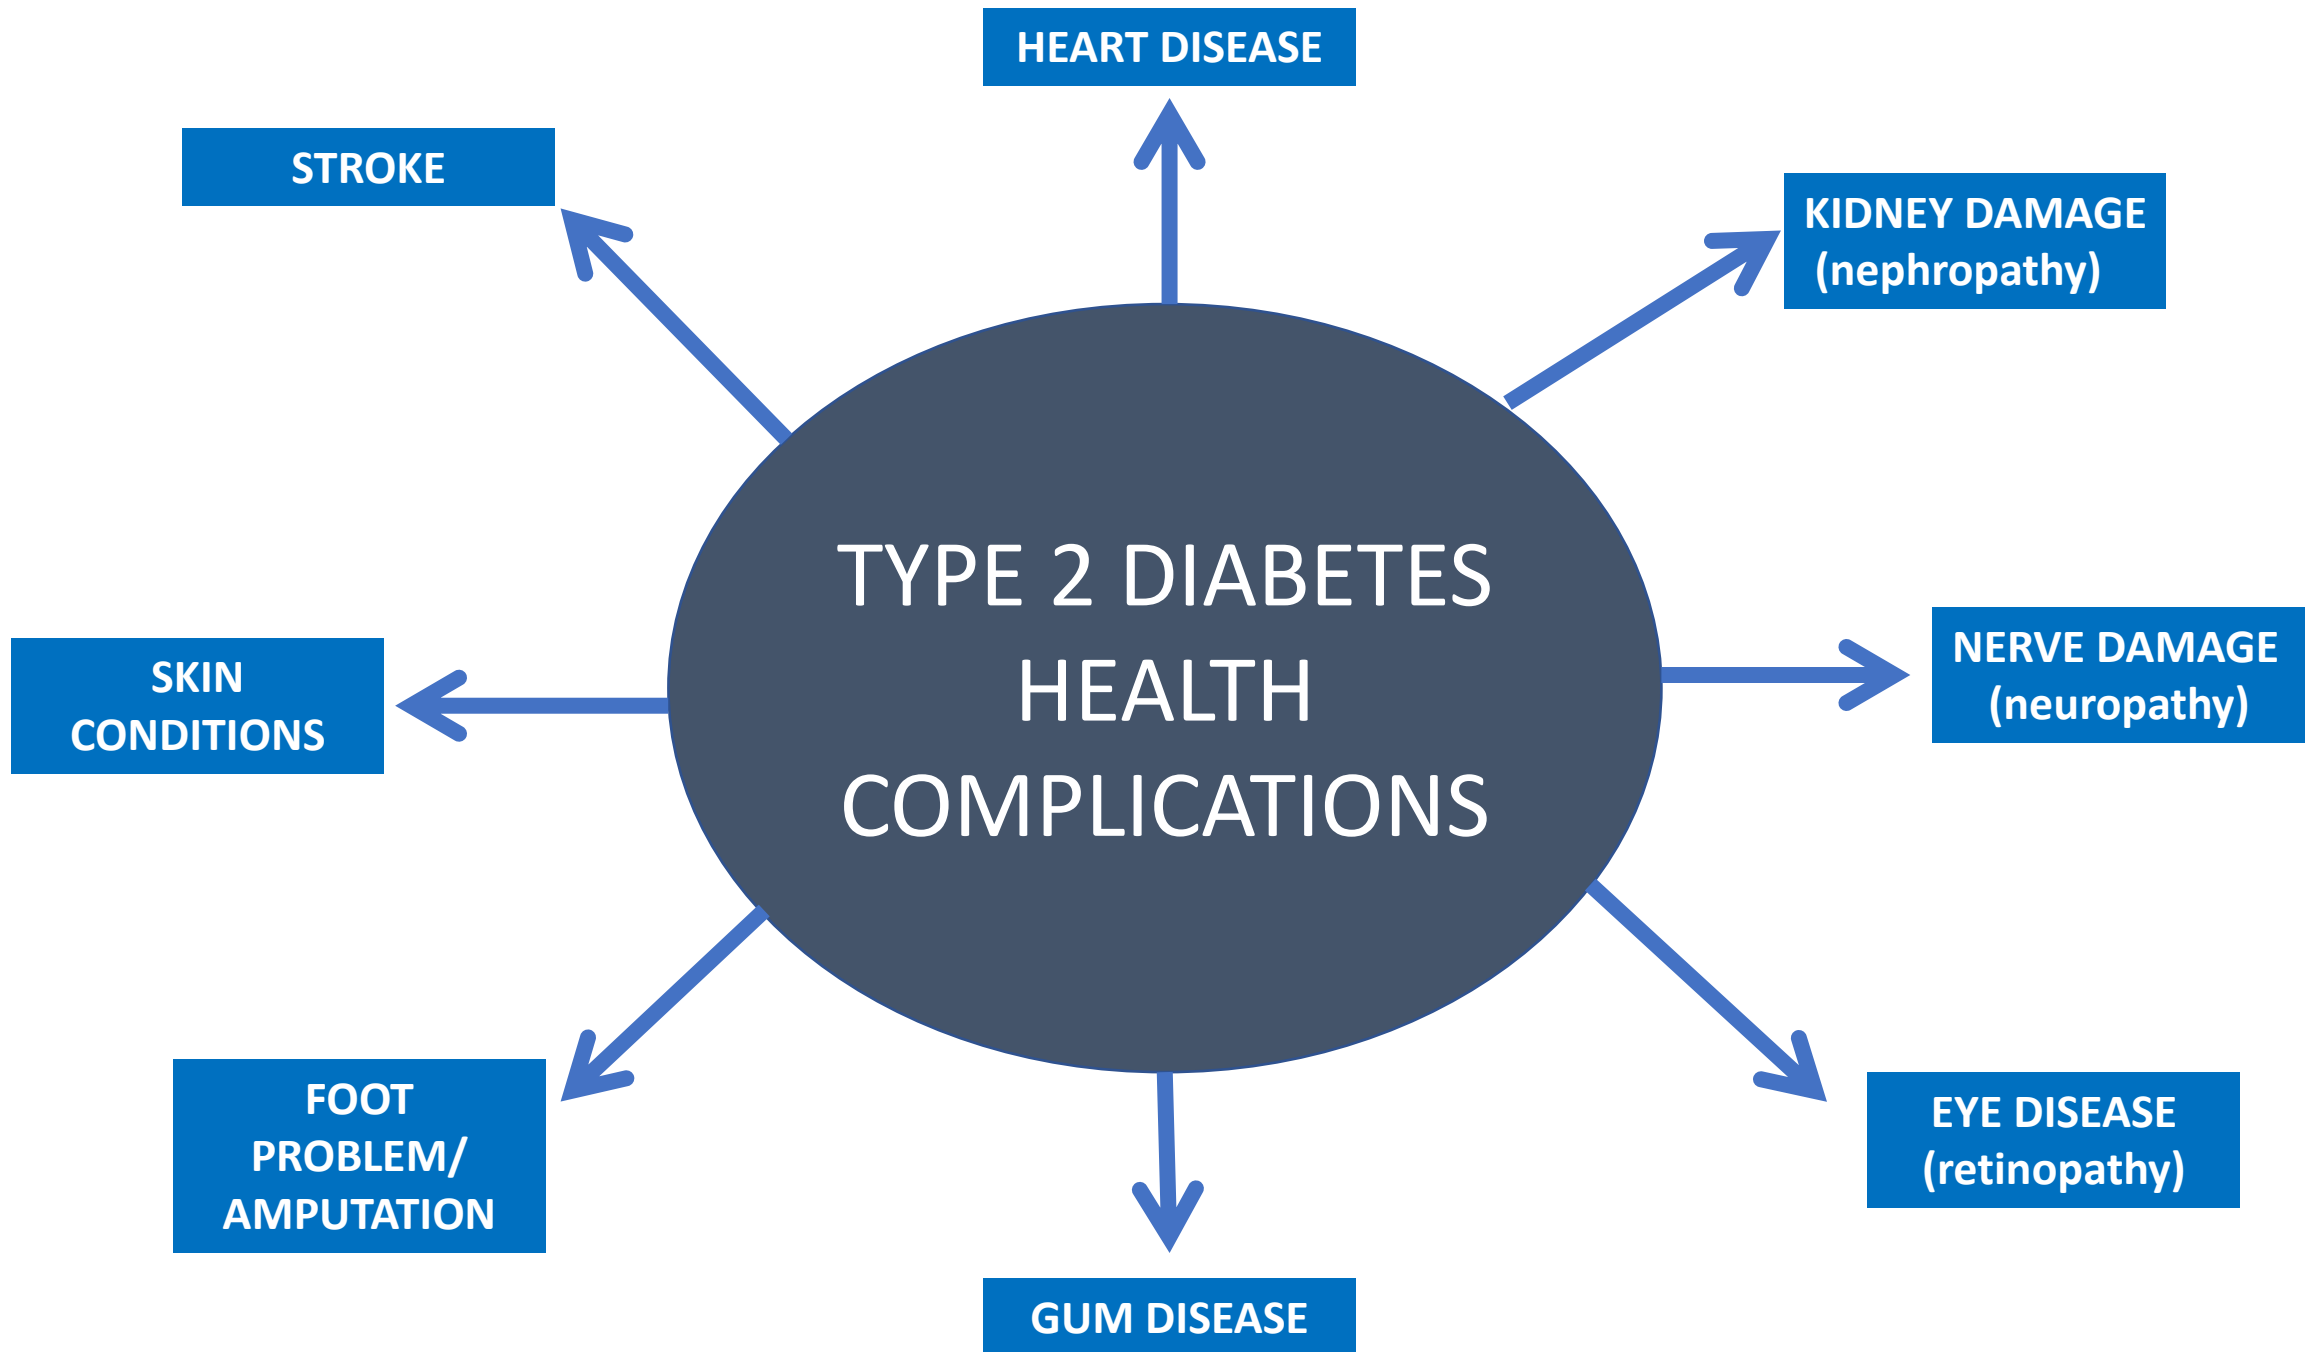 HEART DISEASE
STROKE
KIDNEY DAMAGE
(nephropathy)
TYPE 2 DIABETES
HEALTH
COMPLICATIONS
SKIN
CONDITIONS
NERVE DAMAGE
(neuropathy)
FOOT
PROBLEM/
AMPUTATION
EYE DISEASE
(retinopathy)
GUM DISEASE